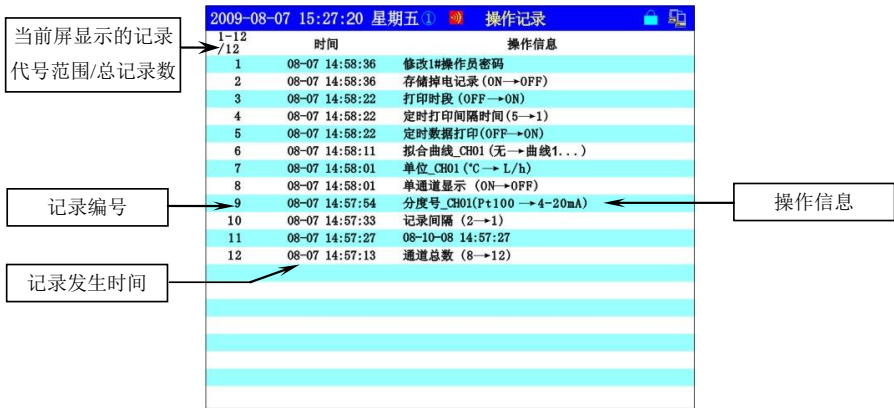 2009-08-07 15:27:20 星期五① 操作记录
当前屏显示的记录
代号范围/总记录数
1-12
/12 时间 操作信息
1 08-07 14:58:36 修改1#操作员密码
2 08-07 14:58:36 存储掉电记录(ON→OFF)
3 08-07 14:58:22 打印时段(OFF→ON)
4 08-07 14:58:22 定时打印间隔时间(5→1)
5 08-07 14:58:22 定时数据打印(OFF→ON)
6 08-07 14:58:11 拟合曲线_CH01(无→曲线1...)
7 08-07 14:58:01 单位_CH01(℃→L/h)
8 08-07 14:58:01 单通道显示 (ON→OFF)
9 08-07 14:57:54 分度号_CH01(Pt100→4-20mA)
10 08-07 14:57:33 记录间隔 (2→1)
11 08-07 14:57:27 08-10-08 14:57:27
12 08-07 14:57:13 通道总数 (8→12)
记录编号
操作信息
记录发生时间